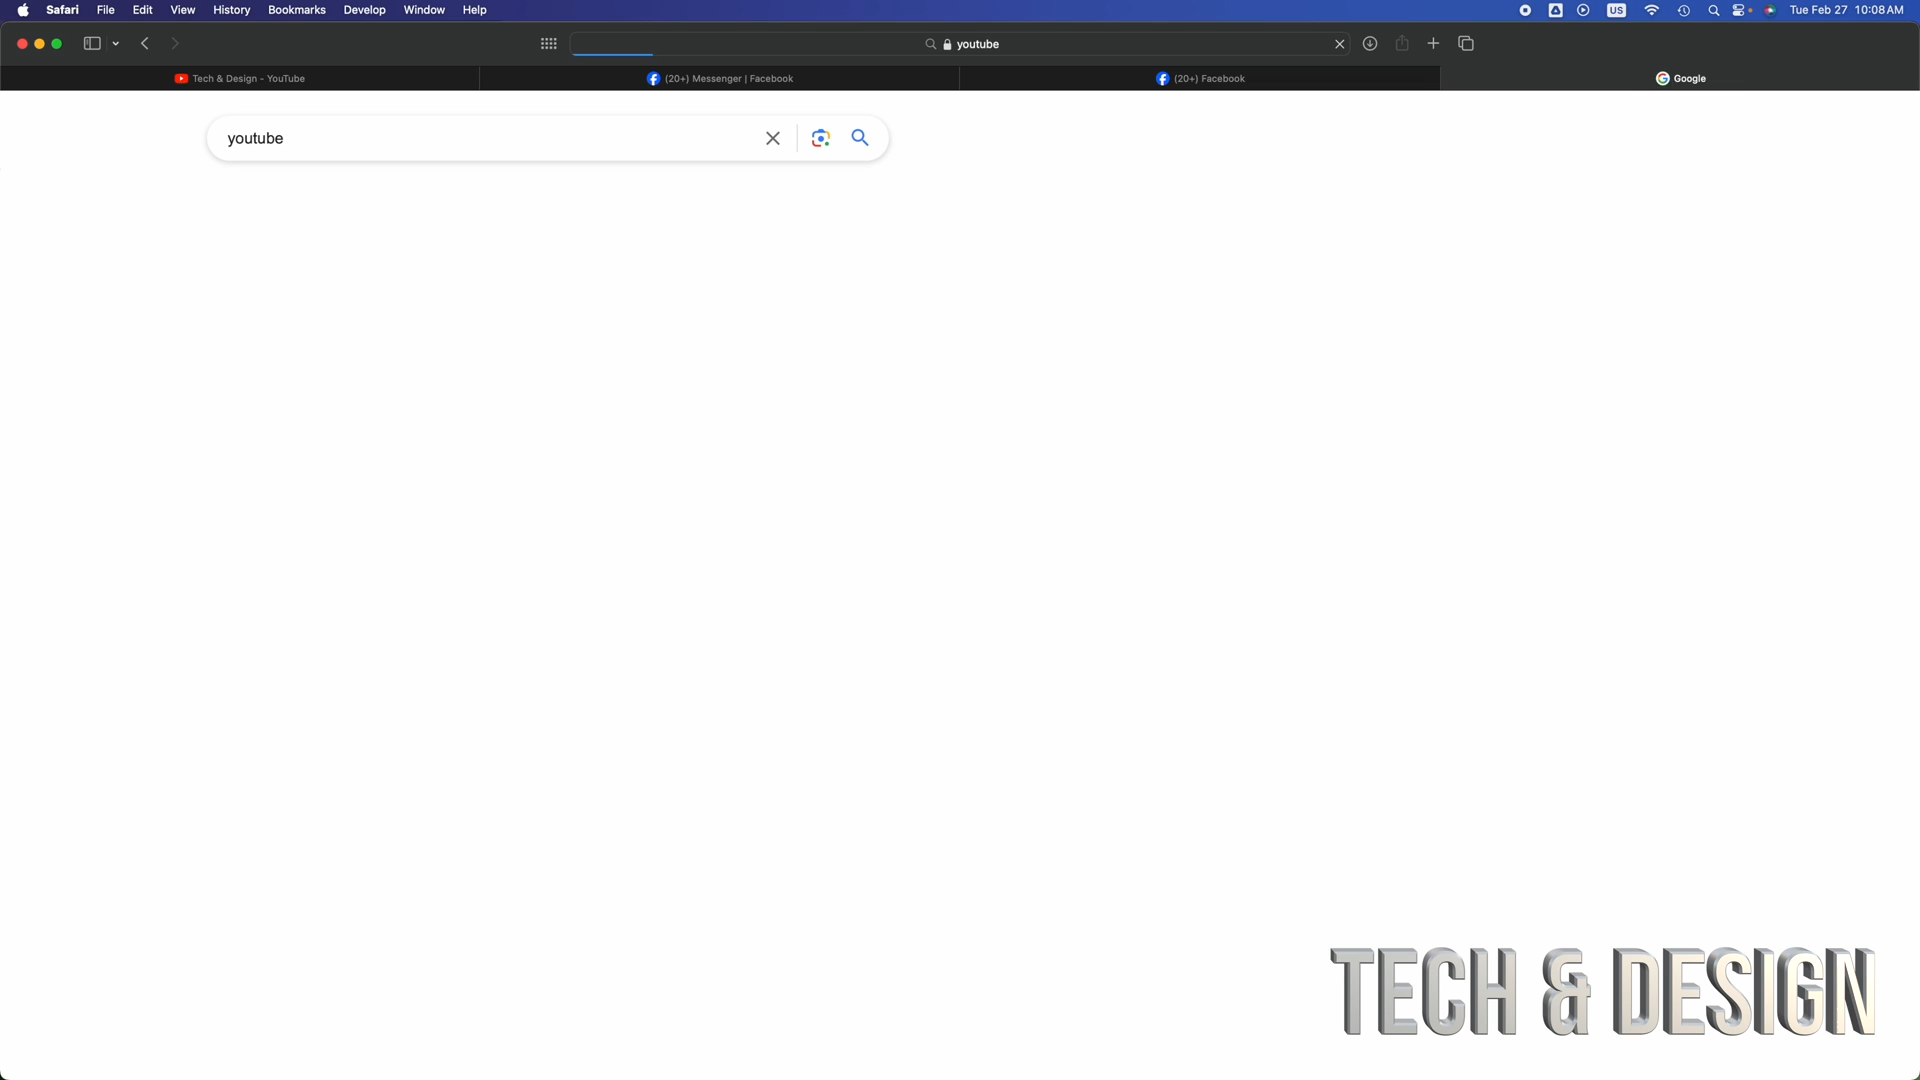 Safari File Edit View History Bookmarks Develop Window Help US Tue Feb 27 10:08 AM
youtube
Tech & Design - YouTube (20+) Messenger | Facebook (20+) Facebook Google
youtube
TECH & DESIGN